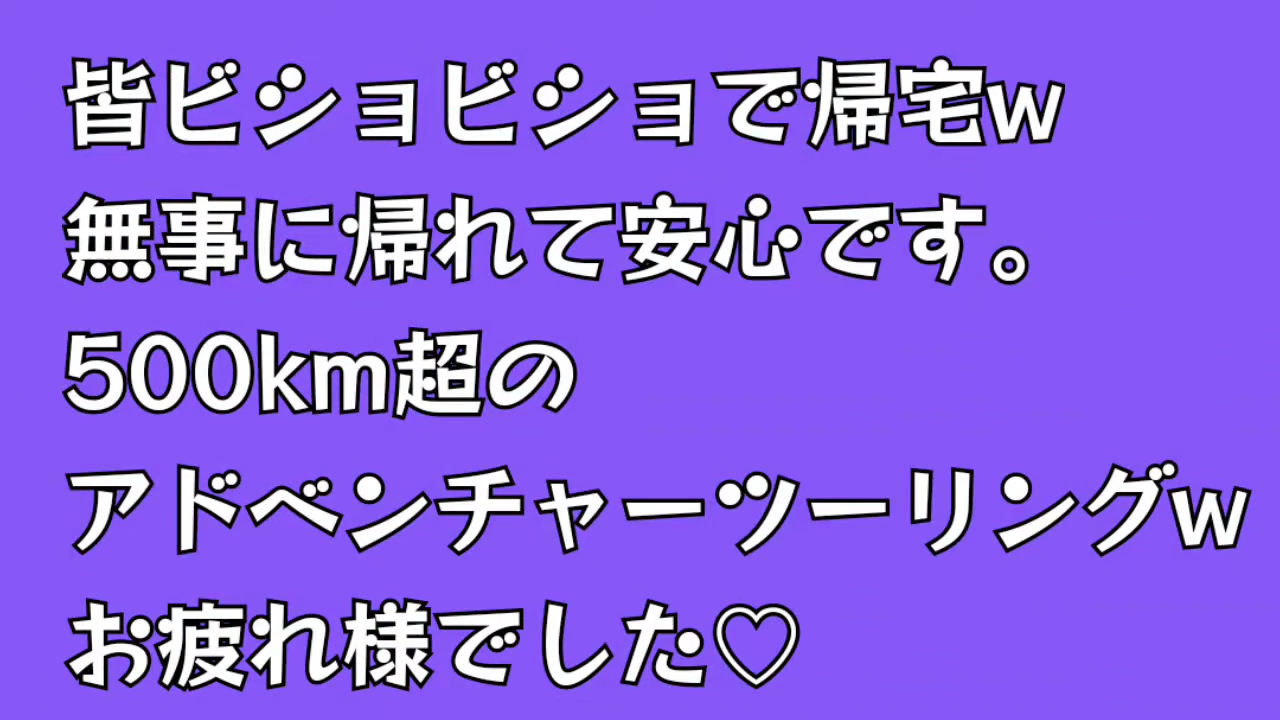 皆ビショビショで帰宅w
無事に帰れて安心です。
500km超の
アドベンチャーツーリングw
お疲れ様でした♡